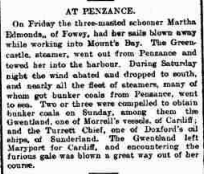 AT PENZANCE.
On Friday the three-masted schooner Martha
Edmonds, of Fowey, had her sails blown away
while working into Mount's Bay. The Green-
castle, steamer, went out from Penzance and
towed her into the harbour. During Saturday
night the wind abated and dropped to south,
and nearly all the fleet of steamers, many of
whom got bunker coals from Penzance, went
to sea. Two or three were compelled to obtain
bunker coals on Sunday, among them the
Gwentland, one of Morrell's vessels, of Cardiff;
and the Turrett Chief, one of Doxford's oil
ships, of Sunderland. The Gwentland left
Maryport for Cardiff, and encountering the
furious gale was blown a great way out of her
course.